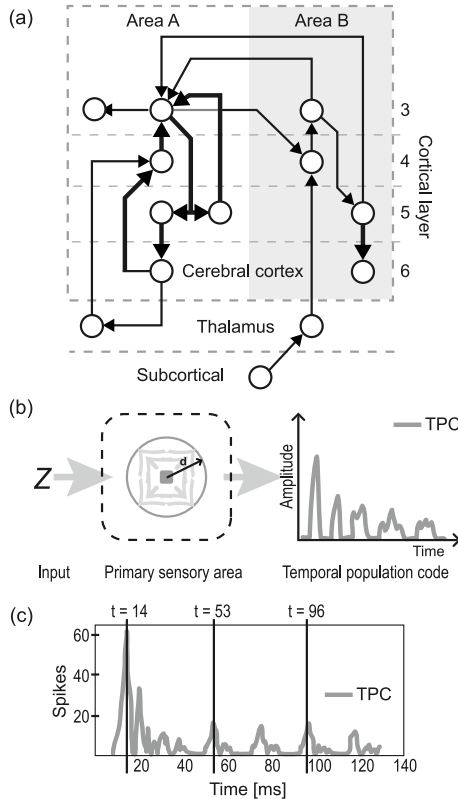 (a)
Area A Area B
3
4
5
6
Cortical layer
Cerebral cortex
Thalamus
Subcortical
(b)
TPC
Amplitude
Z
d
Time
Input Primary sensory area Temporal population code
(c)
t = 14 t = 53 t = 96
60
40
20
Spikes
TPC
20 40 60 80 100 120 140
Time [ms]